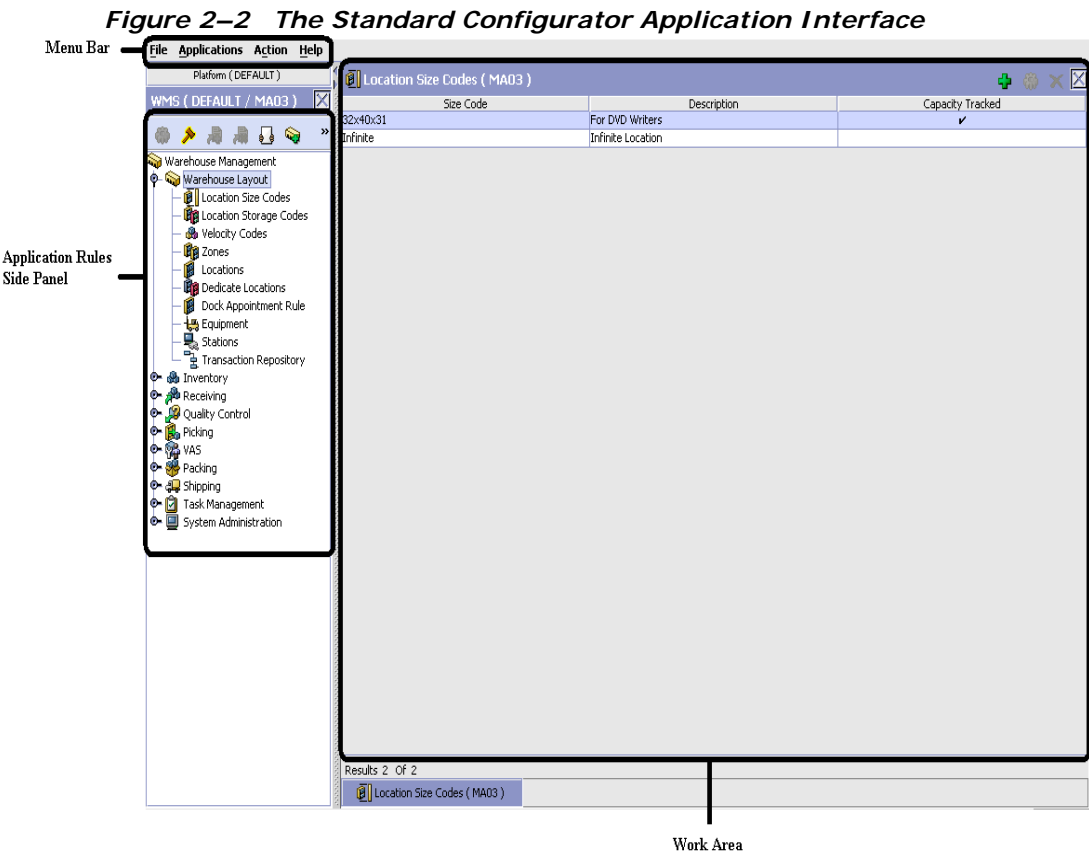 Figure 2–2 The Standard Configurator Application Interface
Menu Bar
File Applications Action Help
Platform ( DEFAULT )
WMS ( DEFAULT / MA03 )
»
Warehouse Management
Warehouse Layout
Location Size Codes
Location Storage Codes
Velocity Codes
Zones
Locations
Dedicate Locations
Dock Appointment Rule
Equipment
Stations
Transaction Repository
Inventory
Receiving
Quality Control
Picking
VAS
Packing
Shipping
Task Management
System Administration
Application Rules
Side Panel
Location Size Codes ( MA03 )
Size Code Description Capacity Tracked
32x40x31 For DVD Writers ✔
Infinite Infinite Location
Results 2 Of 2
Location Size Codes ( MA03 )
Work Area